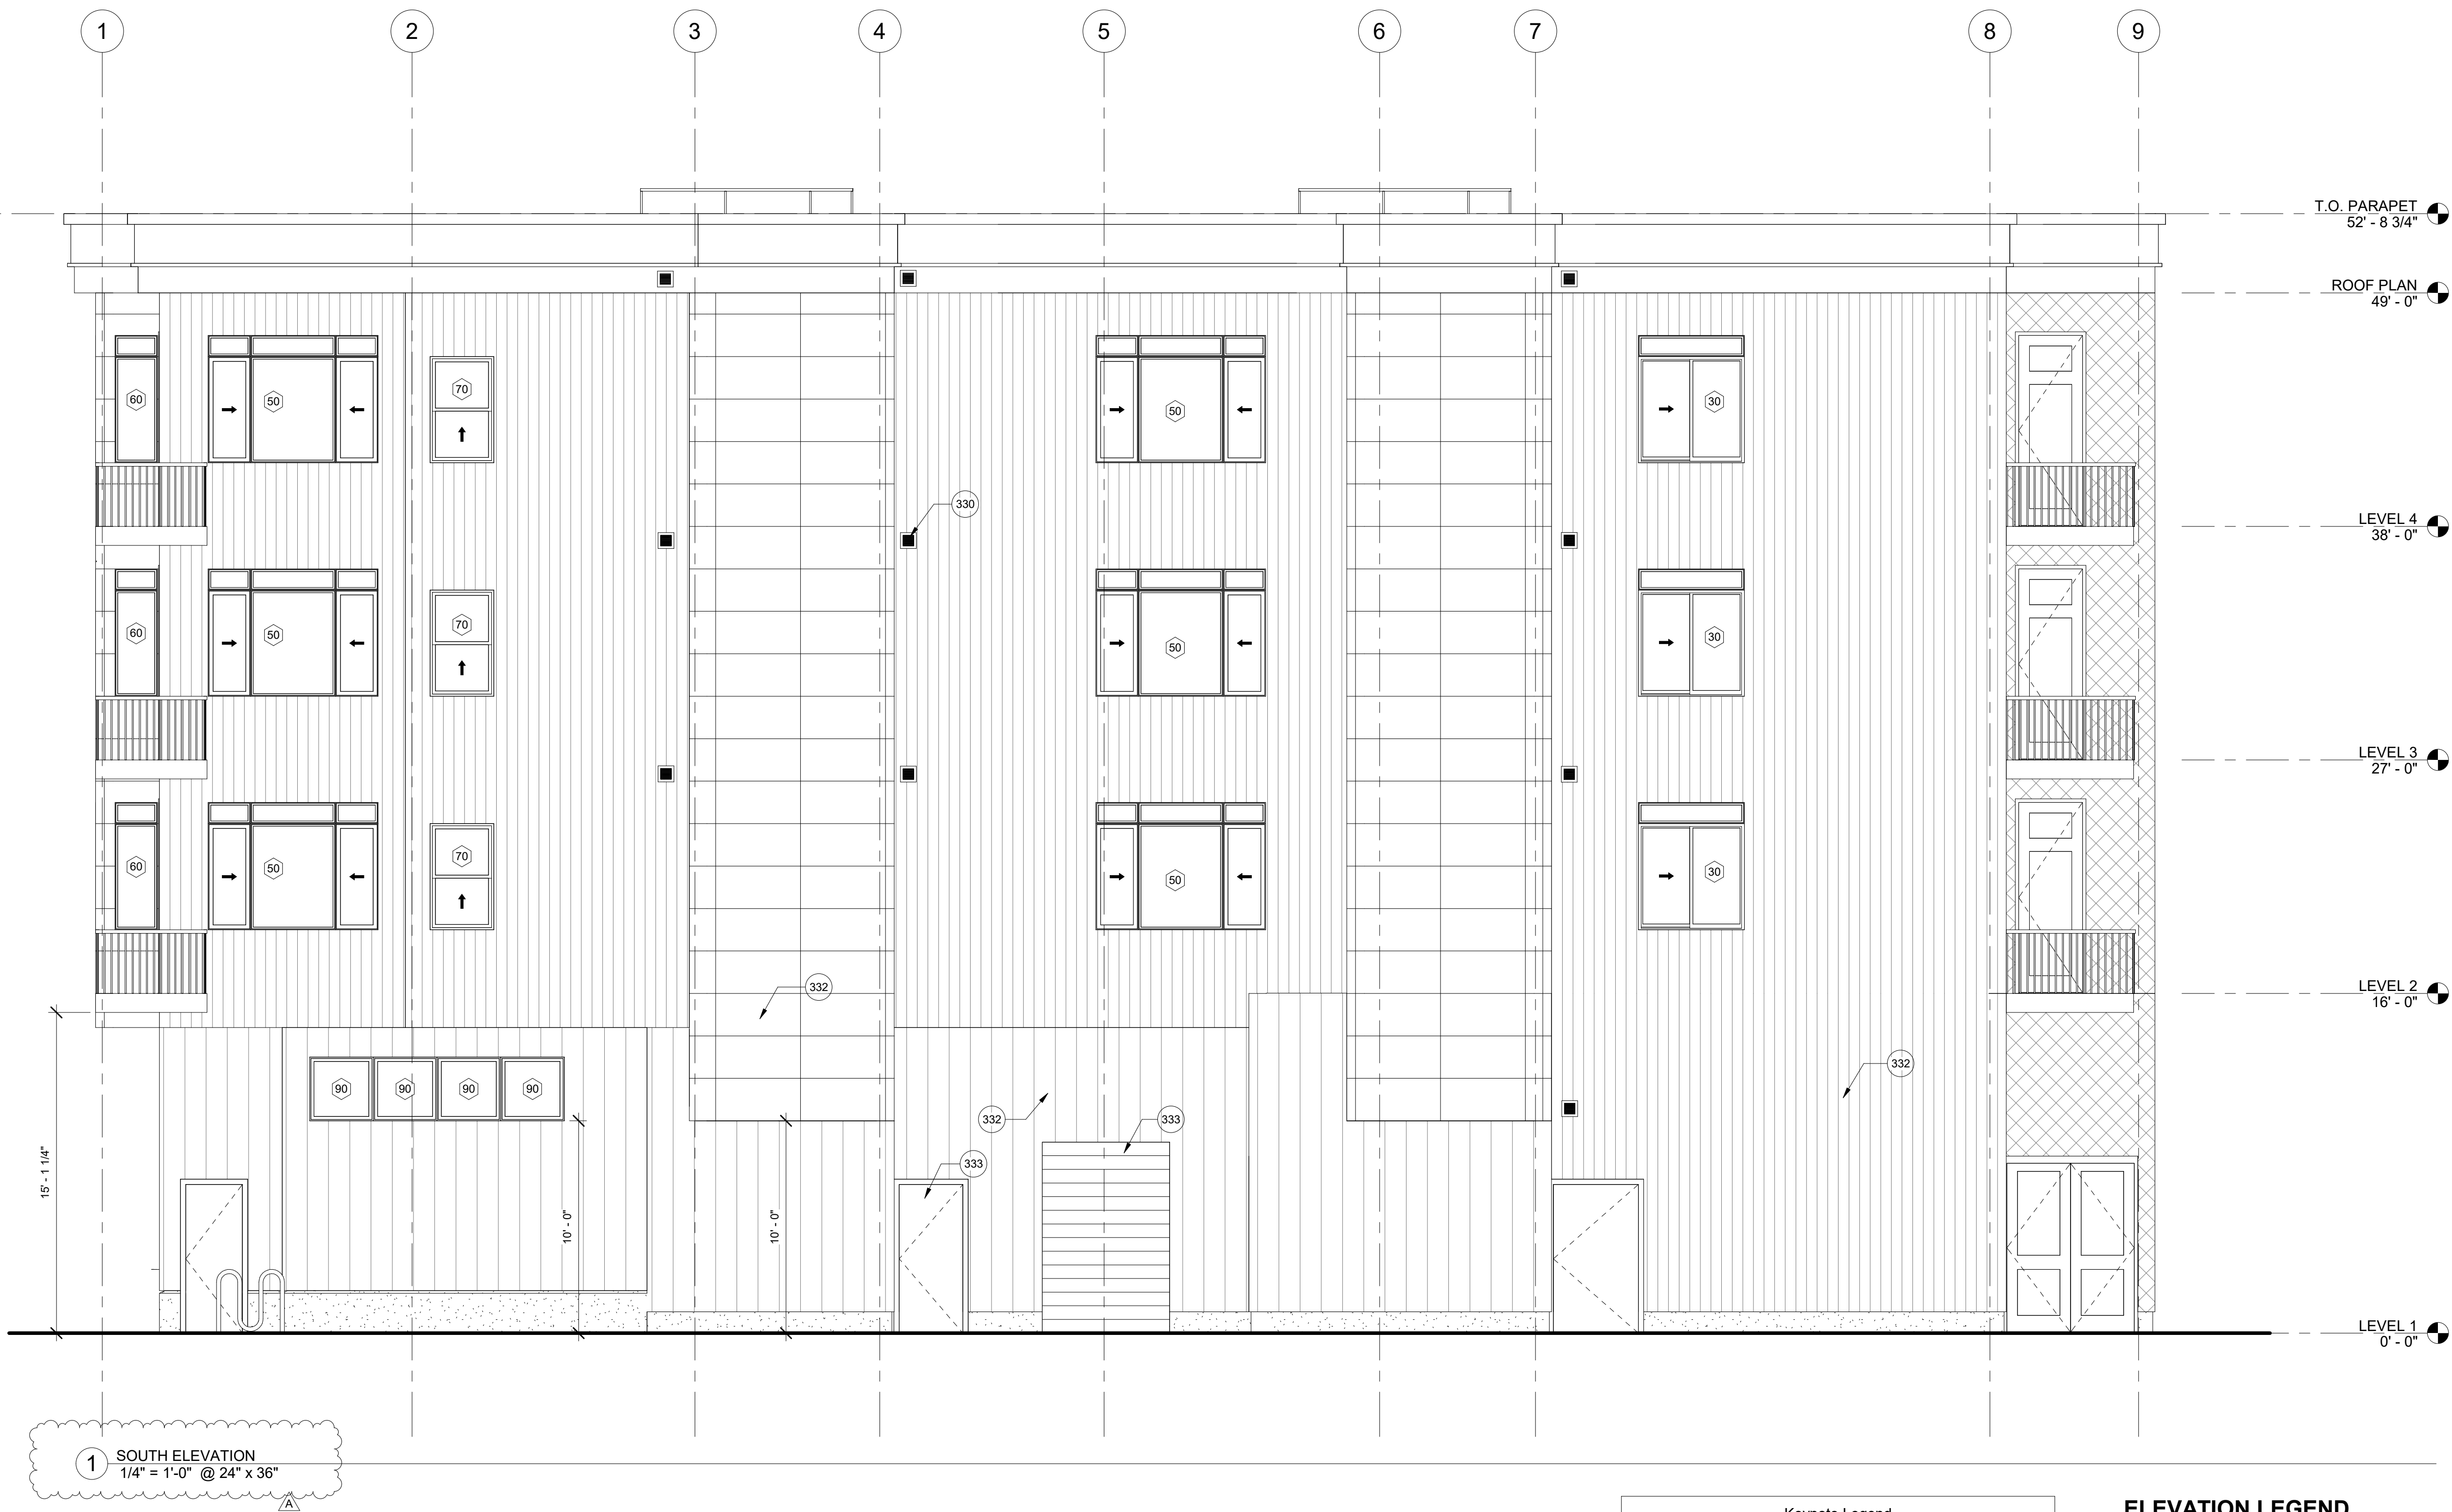 1 2 3 4 5 6 7 8 9
T.O. PARAPET
52' - 8 3/4"
ROOF PLAN
49' - 0"
60 50 70 50 30
330
LEVEL 4
38' - 0"
60 50 70 50 30
LEVEL 3
27' - 0"
60 50 70 50 30
332
LEVEL 2
16' - 0"
90 90 90 90
332
332
333
333
15' - 1 1/4"
10' - 0"
10' - 0"
LEVEL 1
0' - 0"
1 SOUTH ELEVATION
1/4" = 1'-0" @ 24" x 36"
A
Keynote Legend
ELEVATION LEGEND